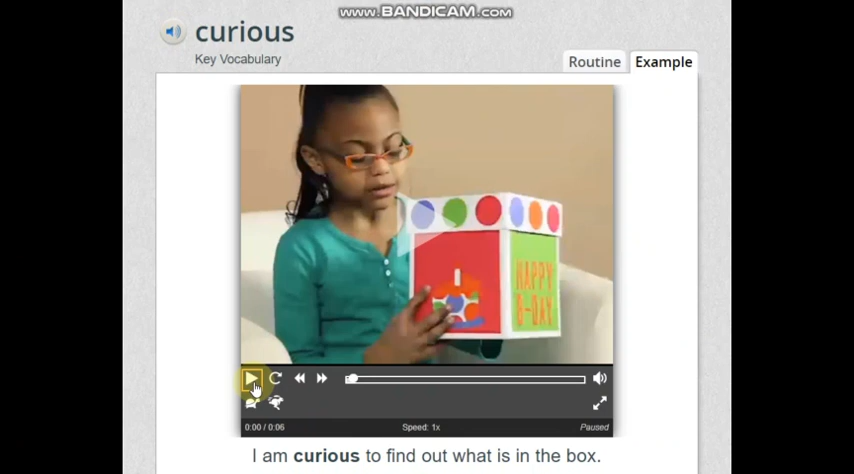 www.BANDICAM.com
curious
Key Vocabulary
Routine
Example
HAPPY
B-DAY
0:00 / 0:06
Speed: 1x
Paused
I am curious to find out what is in the box.